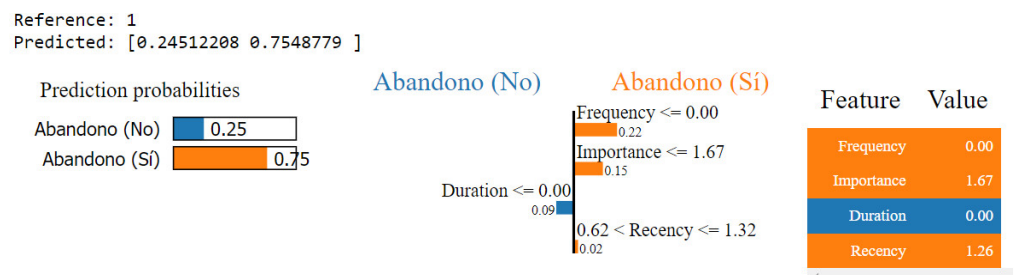 Reference: 1
Predicted: [0.24512208 0.7548779 ]
Prediction probabilities
Abandono (No) 0.25
Abandono (Sí) 0.75
Abandono (No) Abandono (Sí)
Frequency <= 0.00
0.22
Importance <= 1.67
0.15
Duration <= 0.00
0.09
0.62 < Recency <= 1.32
0.02
Feature Value
Frequency 0.00
Importance 1.67
Duration 0.00
Recency 1.26